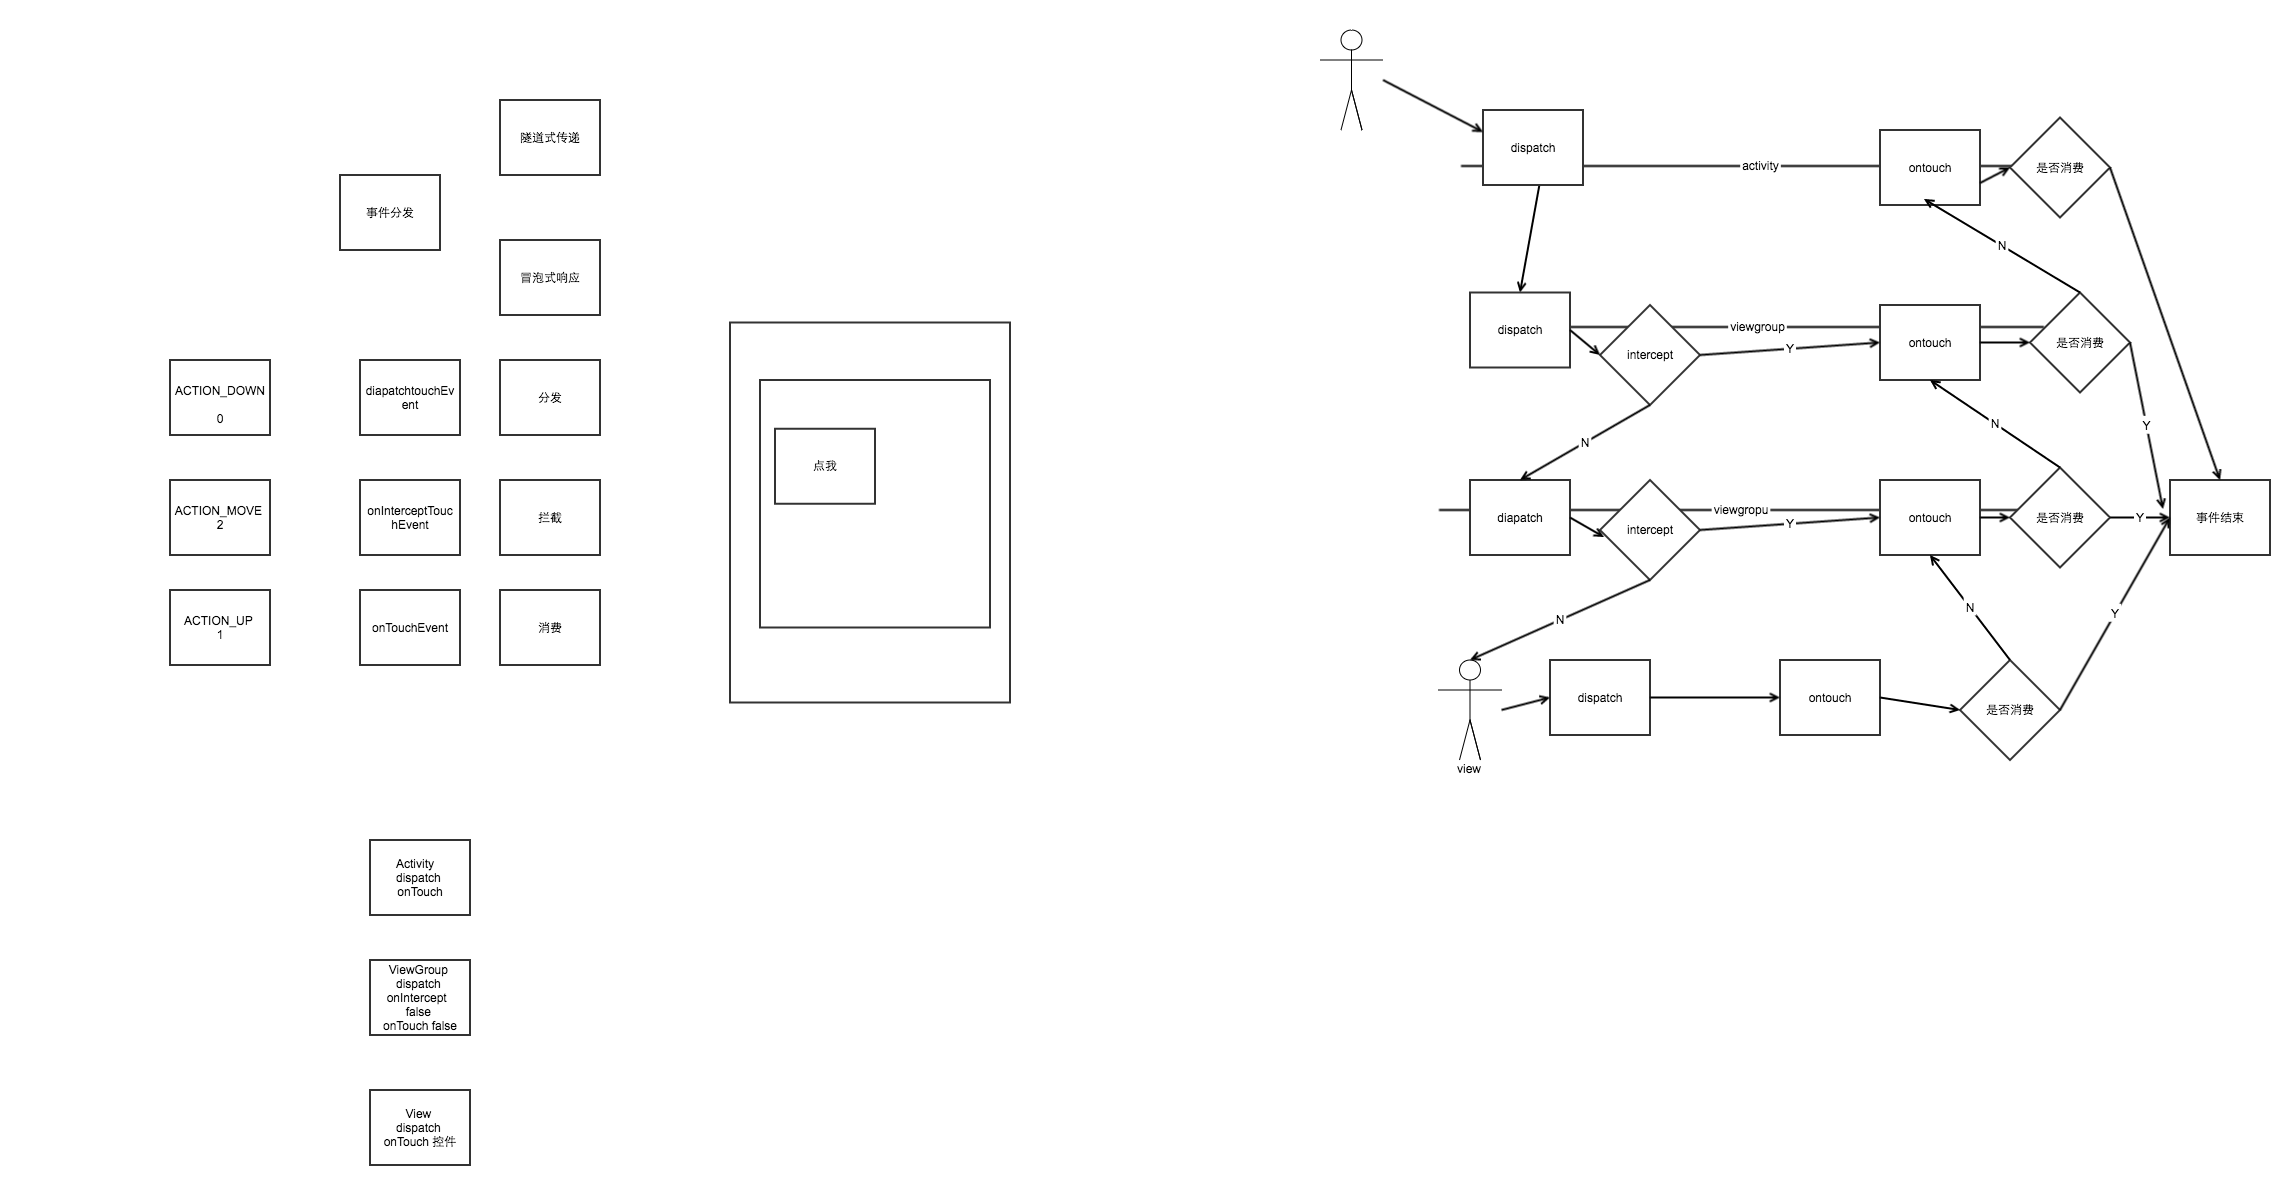 隧道式传递
事件分发
冒泡式响应
ACTION_DOWN
0
diapatchtouchEv
ent
分发
ACTION_MOVE
2
onInterceptTouc
hEvent
拦截
ACTION_UP
1
onTouchEvent
消费
点我
Activity
dispatch
onTouch
ViewGroup
dispatch
onIntercept
false
onTouch false
View
dispatch
onTouch 控件
dispatch
activity
ontouch
是否消费
N
dispatch
intercept
viewgroup
Y
ontouch
是否消费
N
N
Y
diapatch
intercept
viewgropu
Y
ontouch
是否消费
Y
事件结束
N
N
Y
view
dispatch
ontouch
是否消费